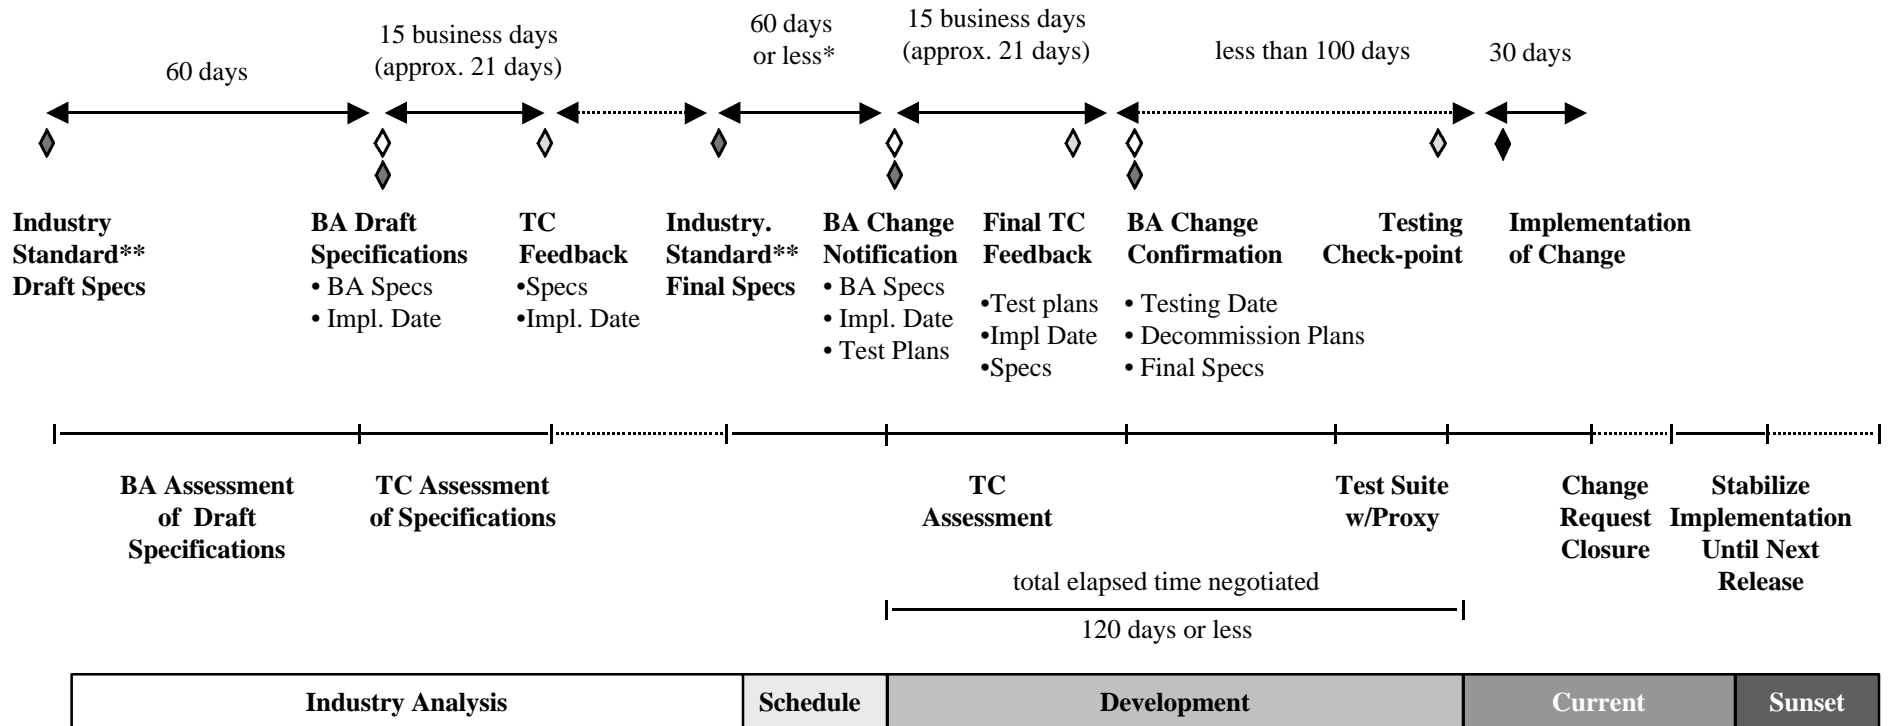 60 days
15 business days
(approx. 21 days)
60 days
or less*
15 business days
(approx. 21 days)
less than 100 days
30 days
Industry
Standard**
Draft Specs
BA Draft
Specifications
• BA Specs
• Impl. Date
TC
Feedback
•Specs
•Impl. Date
Industry.
Standard**
Final Specs
BA Change
Notification
• BA Specs
• Impl. Date
• Test Plans
Final TC
Feedback
•Test plans
•Impl Date
•Specs
BA Change
Confirmation
• Testing Date
• Decommission Plans
• Final Specs
Testing
Check-point
Implementation
of Change
BA Assessment
of Draft
Specifications
TC Assessment
of Specifications
TC
Assessment
Test Suite
w/Proxy
Change
Request
Closure
Stabilize
Implementation
Until Next
Release
total elapsed time negotiated
120 days or less
Industry Analysis
Schedule
Development
Current
Sunset